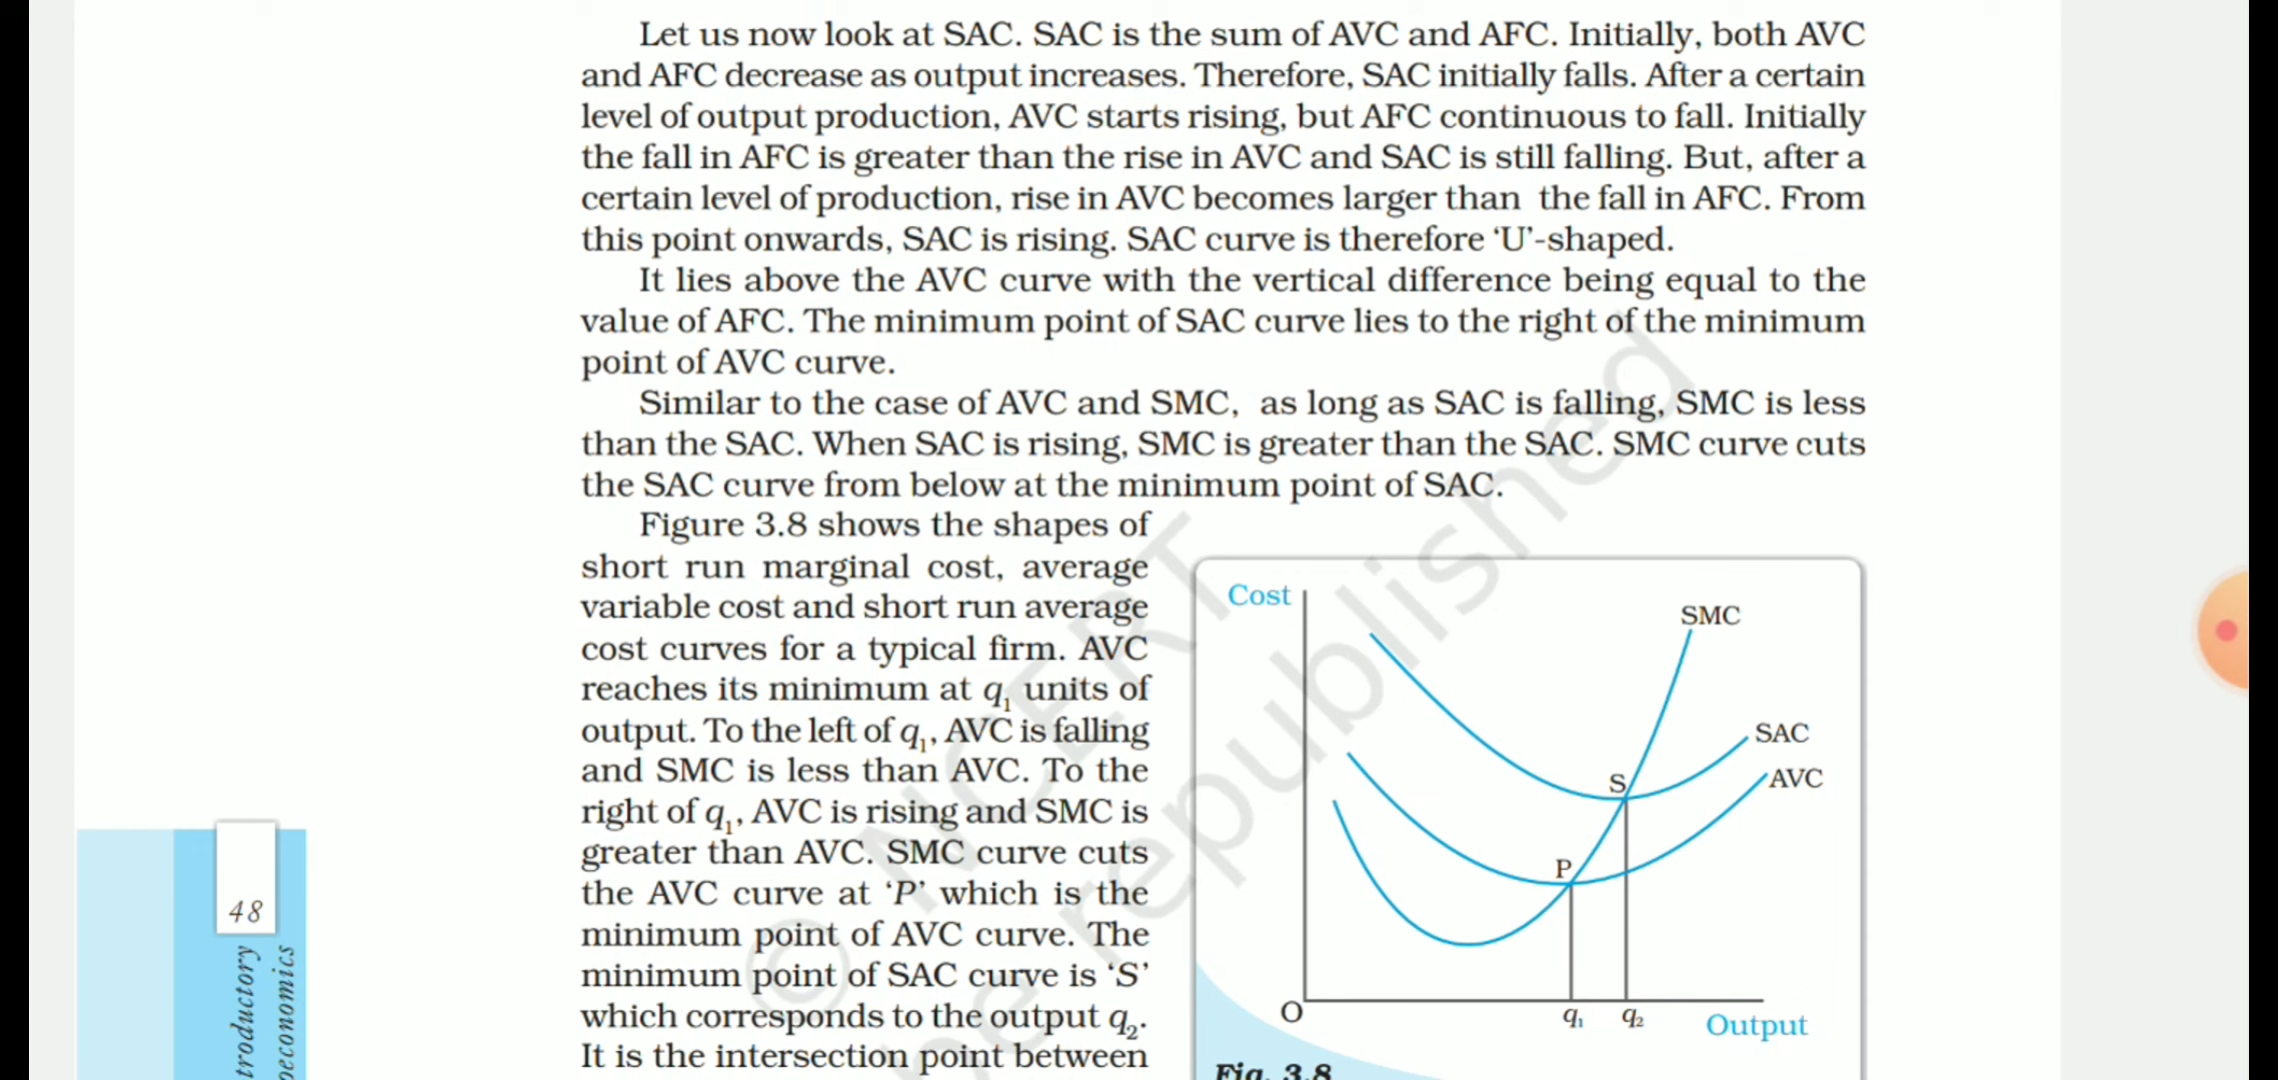 Let us now look at SAC. SAC is the sum of AVC and AFC. Initially, both AVC
and AFC decrease as output increases. Therefore, SAC initially falls. After a certain
level of output production, AVC starts rising, but AFC continuous to fall. Initially
the fall in AFC is greater than the rise in AVC and SAC is still falling. But, after a
certain level of production, rise in AVC becomes larger than the fall in AFC. From
this point onwards, SAC is rising. SAC curve is therefore ‘U’-shaped.
It lies above the AVC curve with the vertical difference being equal to the
value of AFC. The minimum point of SAC curve lies to the right of the minimum
point of AVC curve.
Similar to the case of AVC and SMC, as long as SAC is falling, SMC is less
than the SAC. When SAC is rising, SMC is greater than the SAC. SMC curve cuts
the SAC curve from below at the minimum point of SAC.
Figure 3.8 shows the shapes of
short run marginal cost, average
variable cost and short run average
cost curves for a typical firm. AVC
reaches its minimum at q₁ units of
output. To the left of q₁, AVC is falling
and SMC is less than AVC. To the
right of q₁, AVC is rising and SMC is
greater than AVC. SMC curve cuts
the AVC curve at ‘P’ which is the
minimum point of AVC curve. The
minimum point of SAC curve is ‘S’
which corresponds to the output q₂.
It is the intersection point between
Cost
SMC
SAC
AVC
S
P
O
q₁ q₂
Output
Fig. 3.8
48
troductory
oeconomics
© NCERT
be republished